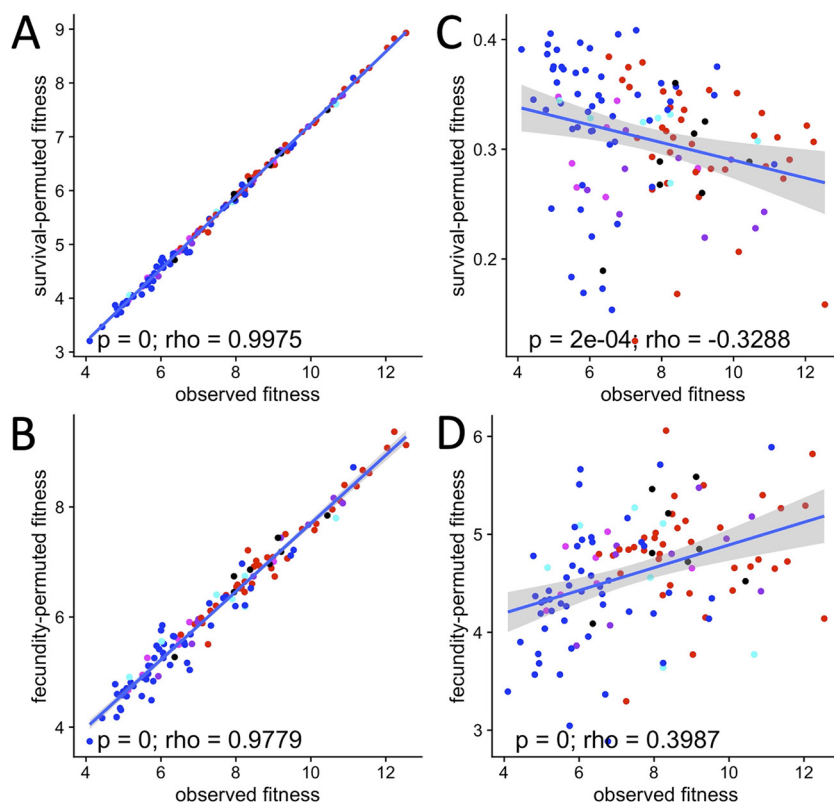 A
9
8
7
6
5
4
3
survival-permuted fitness
p = 0; rho = 0.9975
4 6 8 10 12
observed fitness
C
0.4
0.3
0.2
survival-permuted fitness
p = 2e-04; rho = -0.3288
4 6 8 10 12
observed fitness
B
8
6
4
fecundity-permuted fitness
p = 0; rho = 0.9779
4 6 8 10 12
observed fitness
D
6
5
4
3
fecundity-permuted fitness
p = 0; rho = 0.3987
4 6 8 10 12
observed fitness